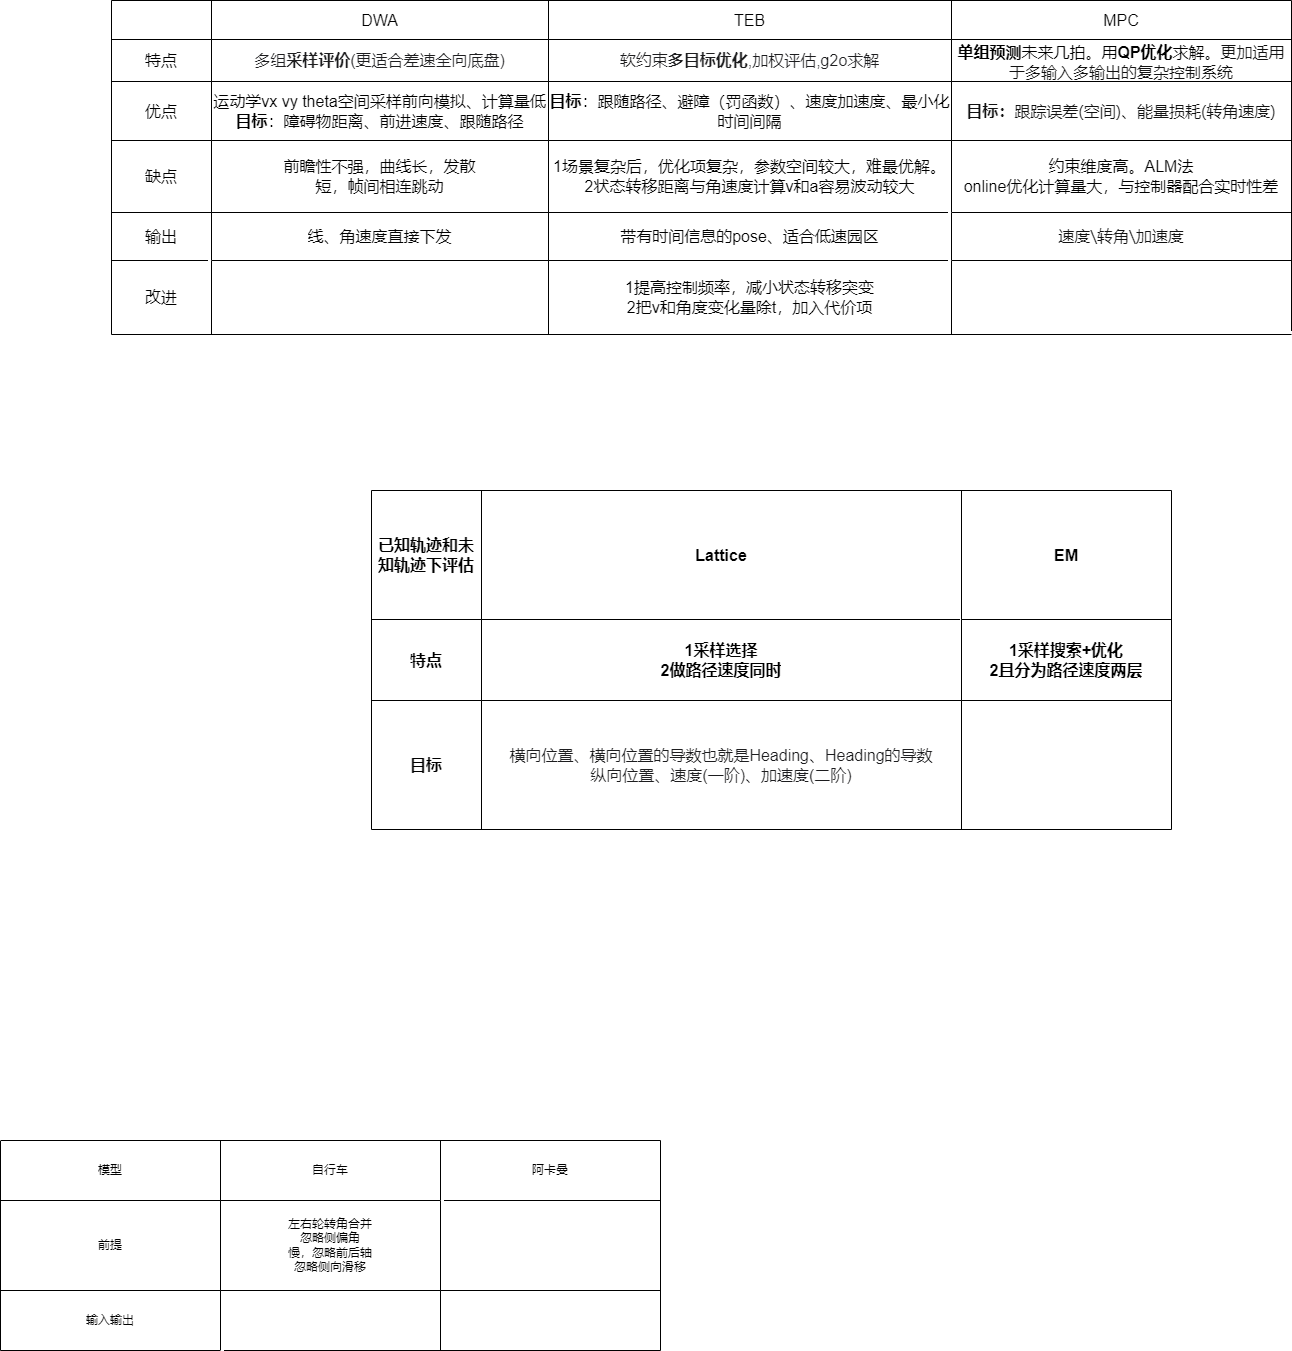 DWA
TEB
MPC
特点
多组采样评价(更适合差速全向底盘)
软约束多目标优化,加权评估,g2o求解
单组预测未来几拍。用QP优化求解。更加适用
于多输入多输出的复杂控制系统
优点
运动学vx vy theta空间采样前向模拟、计算量低
目标：障碍物距离、前进速度、跟随路径
目标：跟随路径、避障（罚函数）、速度加速度、最小化
时间间隔
目标：跟踪误差(空间)、能量损耗(转角速度)
缺点
前瞻性不强，曲线长，发散
短，帧间相连跳动
1场景复杂后，优化项复杂，参数空间较大，难最优解。
2状态转移距离与角速度计算v和a容易波动较大
约束维度高。ALM法
online优化计算量大，与控制器配合实时性差
输出
线、角速度直接下发
带有时间信息的pose、适合低速园区
速度\转角\加速度
改进
1提高控制频率，减小状态转移突变
2把v和角度变化量除t，加入代价项
已知轨迹和未
知轨迹下评估
Lattice
EM
特点
1采样选择
2做路径速度同时
1采样搜索+优化
2且分为路径速度两层
目标
横向位置、横向位置的导数也就是Heading、Heading的导数
纵向位置、速度(一阶)、加速度(二阶)
模型
自行车
阿卡曼
前提
左右轮转角合并
忽略侧偏角
慢，忽略前后轴
忽略侧向滑移
输入输出